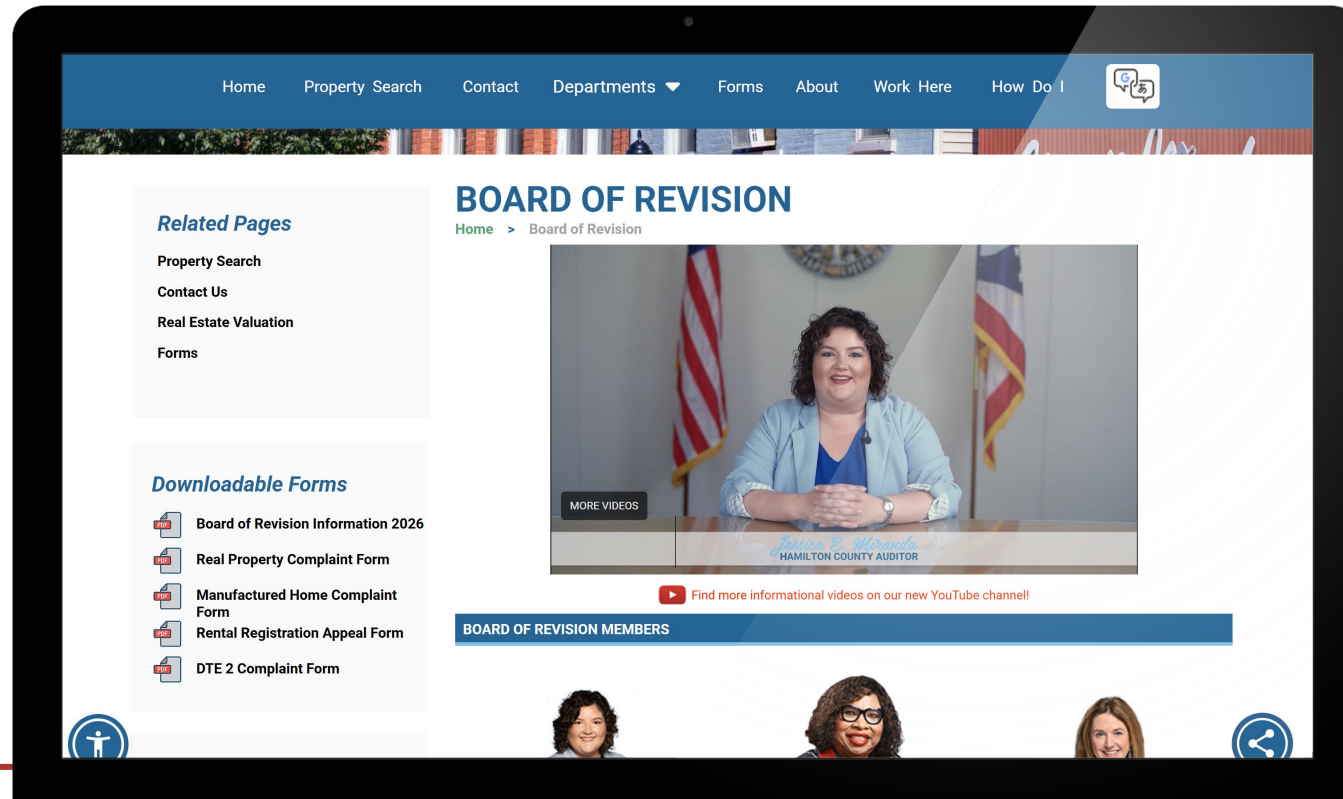 Home Property Search Contact Departments Forms About Work Here How Do I
BOARD OF REVISION
Home > Board of Revision
Related Pages
Property Search
Contact Us
Real Estate Valuation
Forms
Downloadable Forms
PDF Board of Revision Information 2026
PDF Real Property Complaint Form
PDF Manufactured Home Complaint
Form
PDF Rental Registration Appeal Form
PDF DTE 2 Complaint Form
MORE VIDEOS
Jessica E. Miranda
HAMILTON COUNTY AUDITOR
Find more informational videos on our new YouTube channel!
BOARD OF REVISION MEMBERS